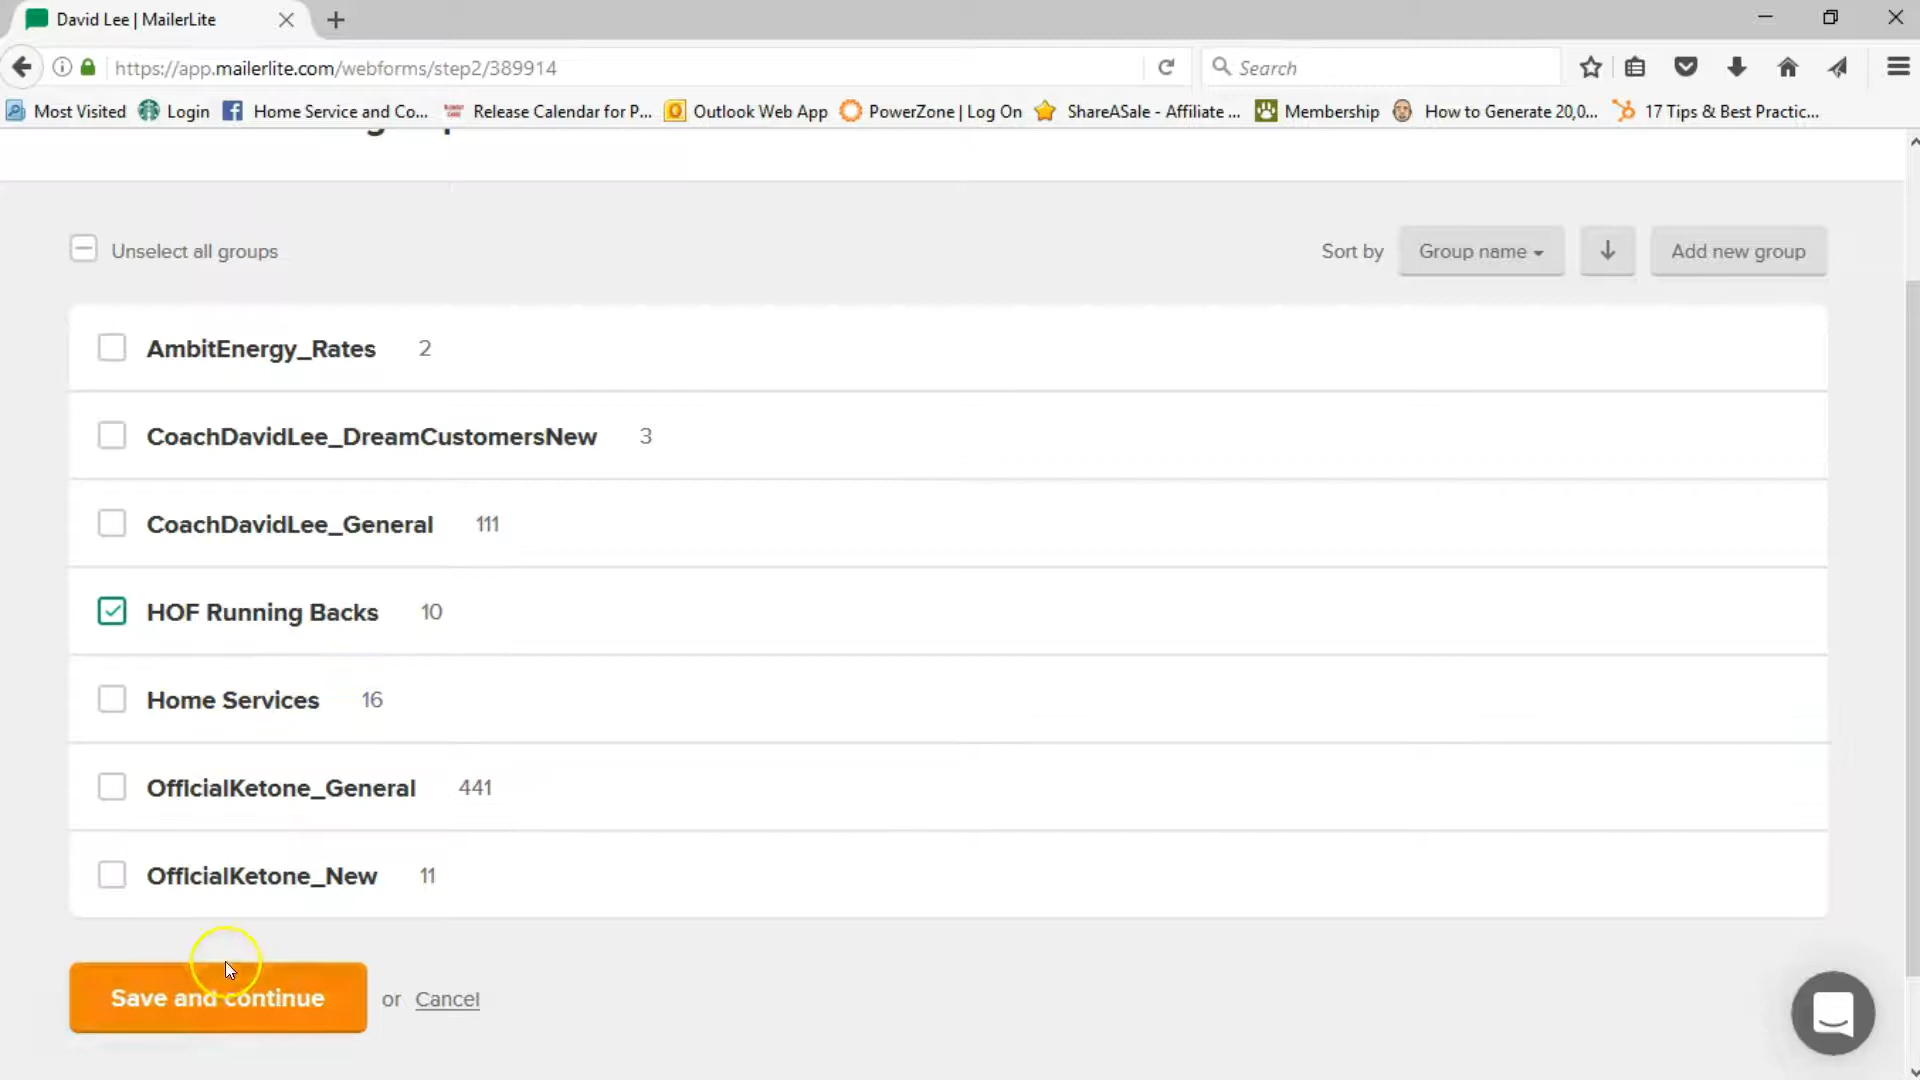 David Lee | MailerLite
https://app.mailerlite.com/webforms/step2/389914
Search
Most Visited Login Home Service and Co... Release Calendar for P... Outlook Web App PowerZone | Log On ShareASale - Affiliate ... Membership How to Generate 20,0... 17 Tips & Best Practic...
Unselect all groups
Sort by Group name Add new group
AmbitEnergy_Rates 2
CoachDavidLee_DreamCustomersNew 3
CoachDavidLee_General 111
HOF Running Backs 10
Home Services 16
OfficialKetone_General 441
OfficialKetone_New 11
Save and continue or Cancel